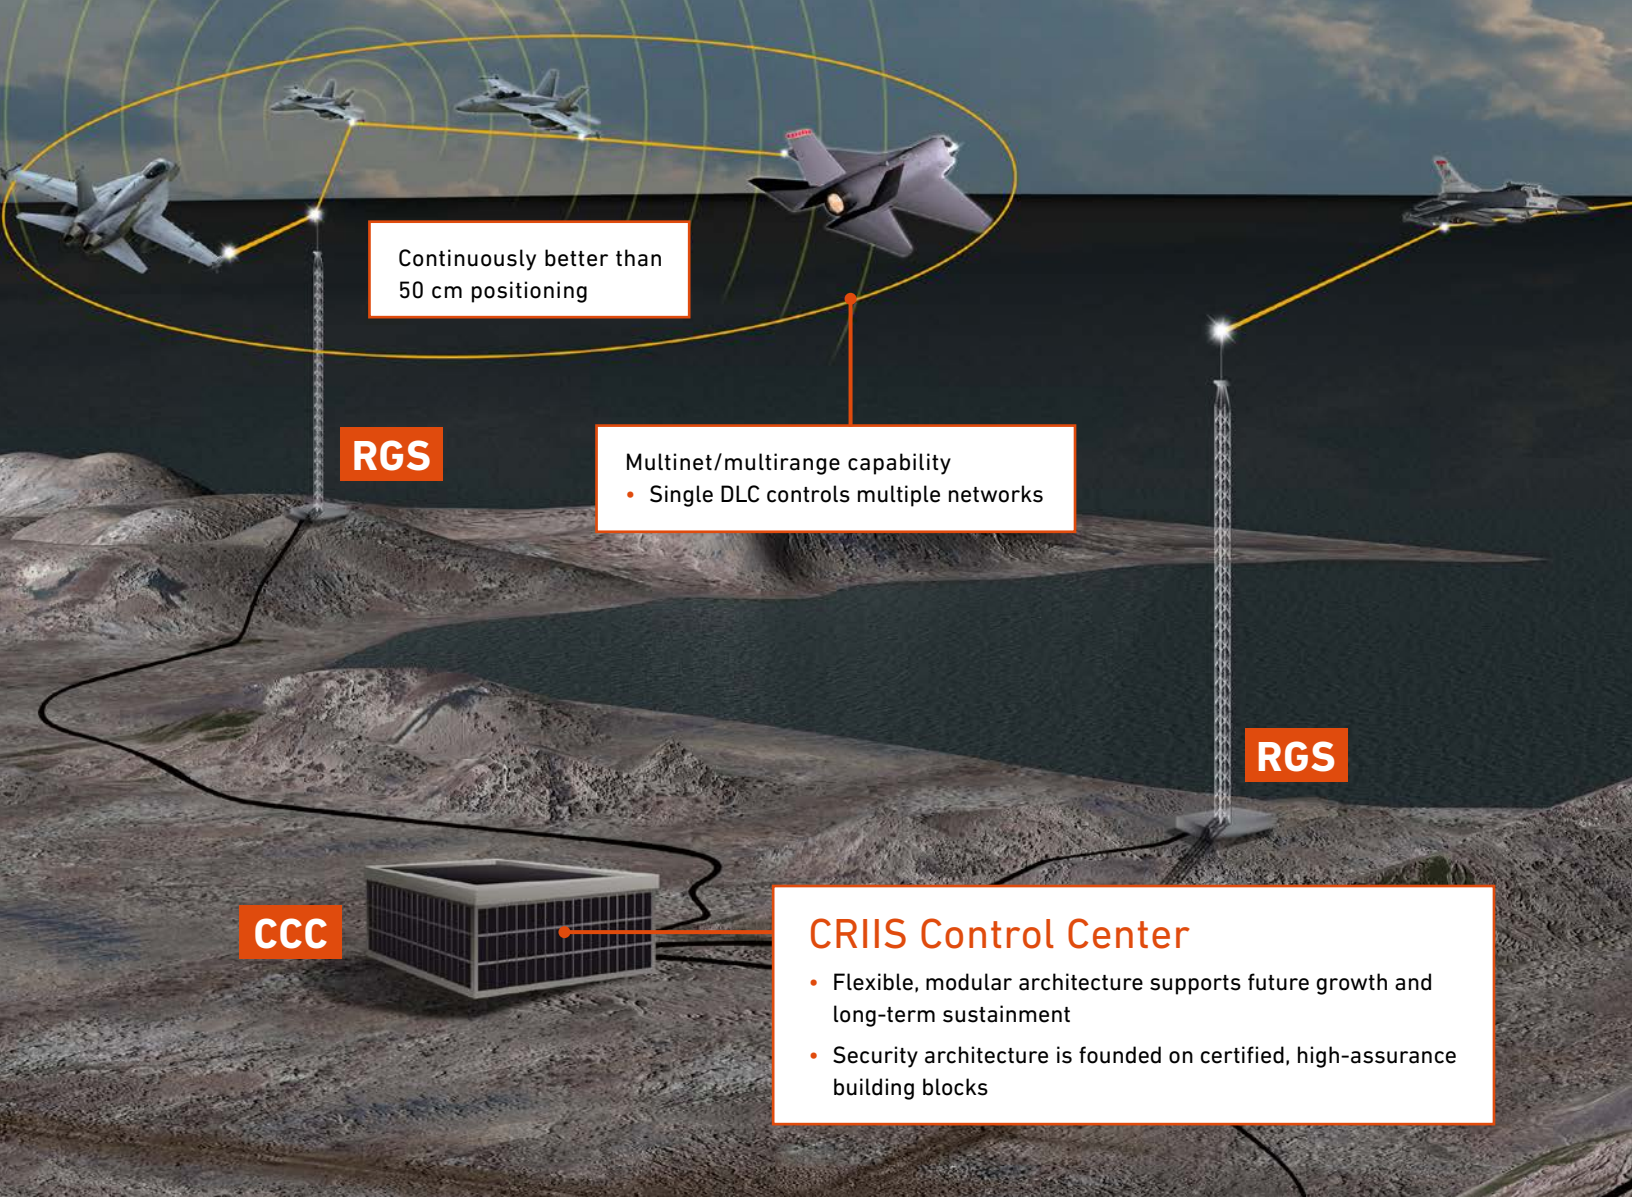 Continuously better than
50 cm positioning
RGS
Multinet/multirange capability
• Single DLC controls multiple networks
RGS
CCC
CRIIS Control Center
• Flexible, modular architecture supports future growth and
long-term sustainment
• Security architecture is founded on certified, high-assurance
building blocks